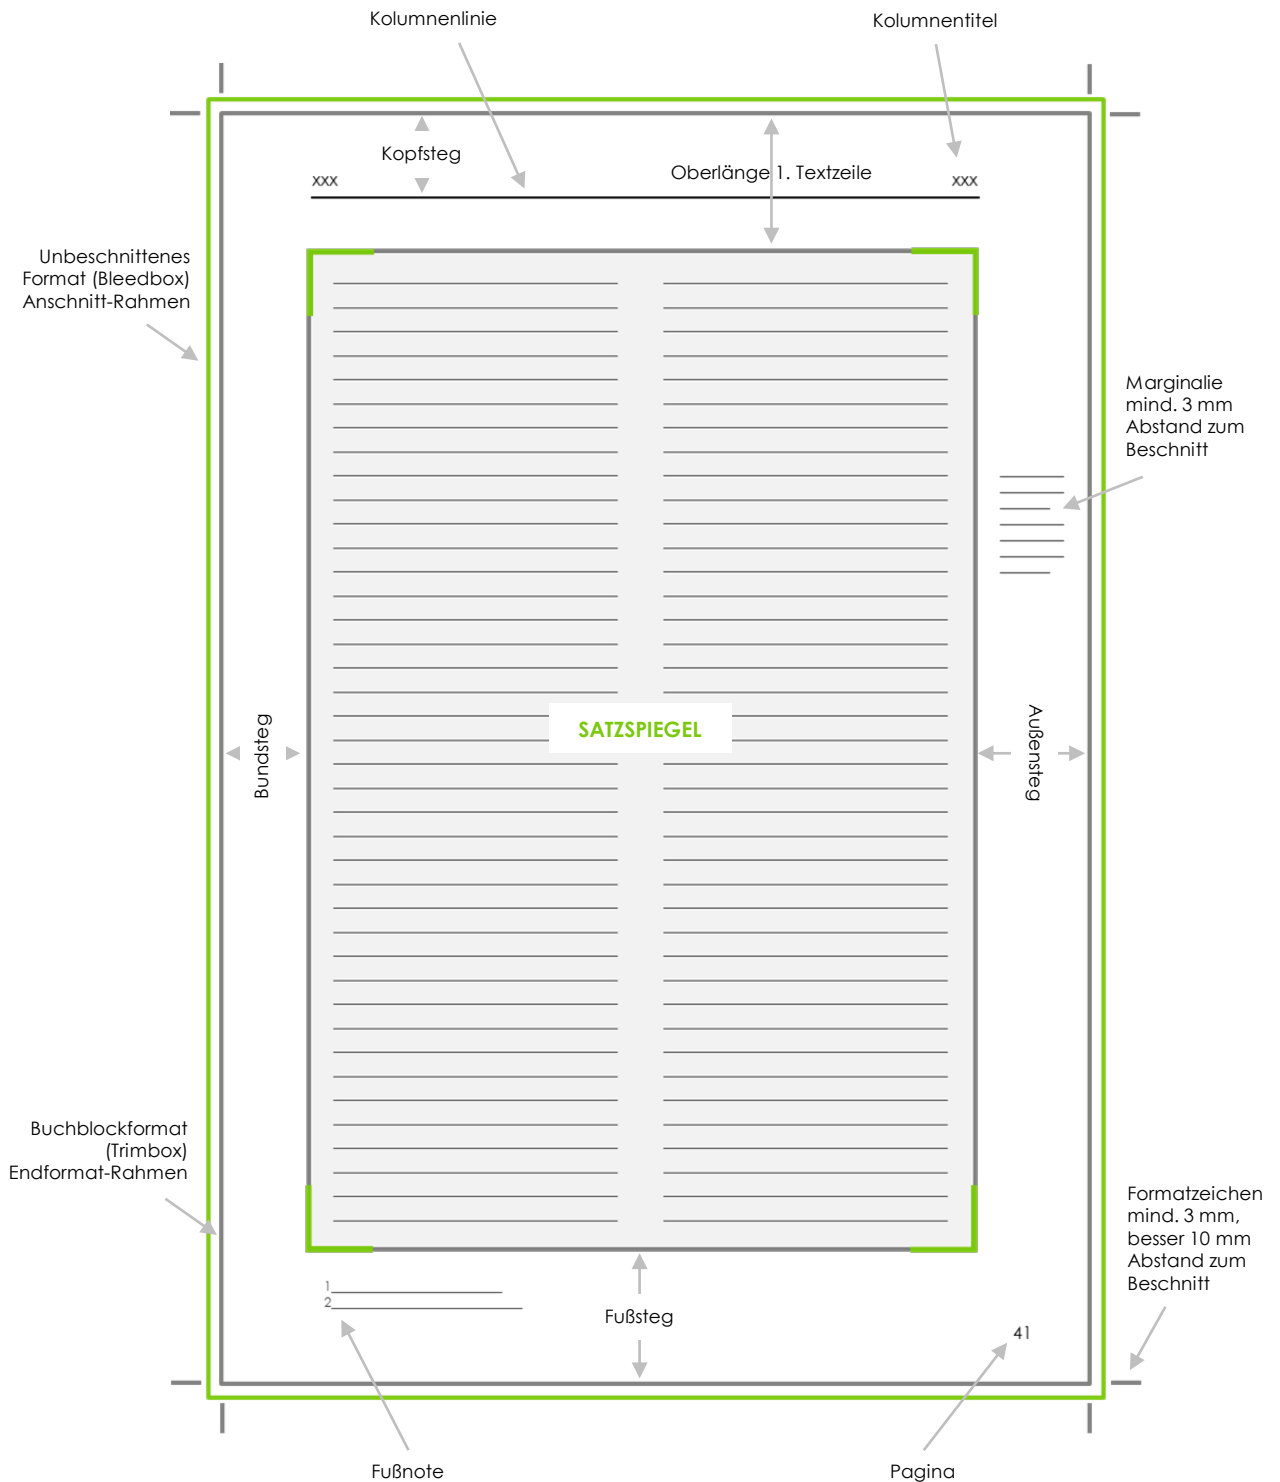 Kolumnenlinie
Kolumnentitel
Kopfsteg
Oberlänge 1. Textzeile
xxx
xxx
Unbeschnittenes
Format (Bleedbox)
Anschnitt-Rahmen
Marginalie
mind. 3 mm
Abstand zum
Beschnitt
SATZSPIEGEL
Bundsteg
Außensteg
Buchblockformat
(Trimbox)
Endformat-Rahmen
Formatzeichen
mind. 3 mm,
besser 10 mm
Abstand zum
Beschnitt
1
2
Fußsteg
41
Fußnote
Pagina